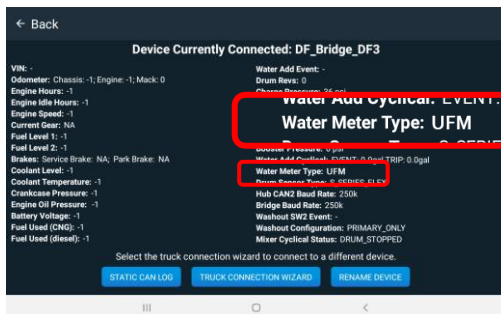 ← Back
Device Currently Connected: DF_Bridge_DF3
VIN: -
Odometer: Chassis: -1; Engine: -1; Mack: 0
Engine Hours: -1
Engine Idle Hours: -1
Engine Speed: -1
Current Gear: NA
Fuel Level 1: -1
Fuel Level 2: -1
Brakes: Service Brake: NA; Park Brake: NA
Coolant Level: -1
Coolant Temperature: -1
Crankcase Pressure: -1
Engine Oil Pressure: -1
Battery Voltage: -1
Fuel Used (CNG): -1
Fuel Used (diesel): -1
Water Add Event: -
Drum Revs: 0
Charge Pressure: 36 psi
Water Add Cyclical: EVENT:
Water Meter Type: UFM
Booster Pressure: 0 psi
Water Add Cyclical: EVENT: 0.0gal TRIP: 0.0gal
Water Meter Type: UFM
Drum Sensor Type: S_SERIES_FLEX
Hub CAN2 Baud Rate: 250k
Bridge Baud Rate: 250k
Washout SW2 Event: -
Washout Configuration: PRIMARY_ONLY
Mixer Cyclical Status: DRUM_STOPPED
Select the truck connection wizard to connect to a different device.
STATIC CAN LOG
TRUCK CONNECTION WIZARD
RENAME DEVICE